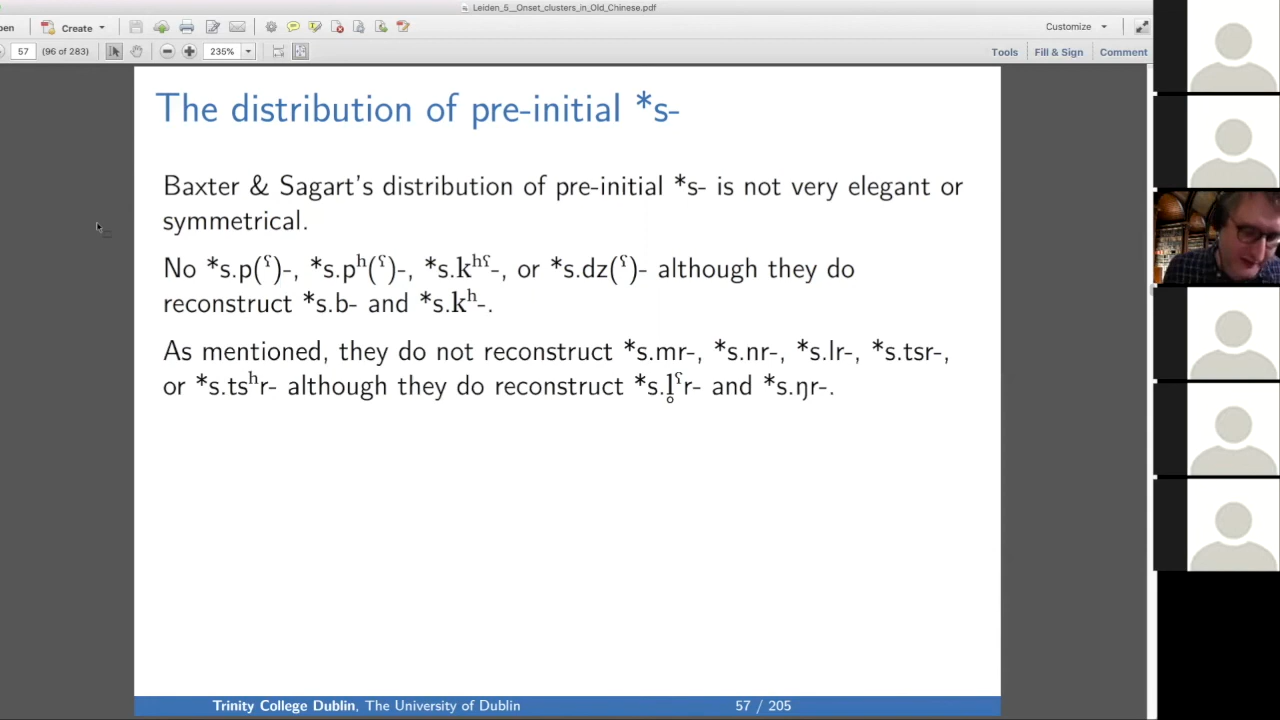 Leiden_5__Onset_clusters_in_Old_Chinese.pdf
pen
Create
Customize
57
(96 of 283)
235%
Tools
Fill & Sign
Comment
The distribution of pre-initial *s-
Baxter & Sagart's distribution of pre-initial *s- is not very elegant or
symmetrical.
No *s.p(ˤ)-, *s.pʰ(ˤ)-, *s.kʰˤ-, or *s.dz(ˤ)- although they do
reconstruct *s.b- and *s.kʰ-.
As mentioned, they do not reconstruct *s.mr-, *s.nr-, *s.lr-, *s.tsr-,
or *s.tsʰr- although they do reconstruct *s.l̥ˤr- and *s.ŋr-.
Trinity College Dublin, The University of Dublin
57 / 205